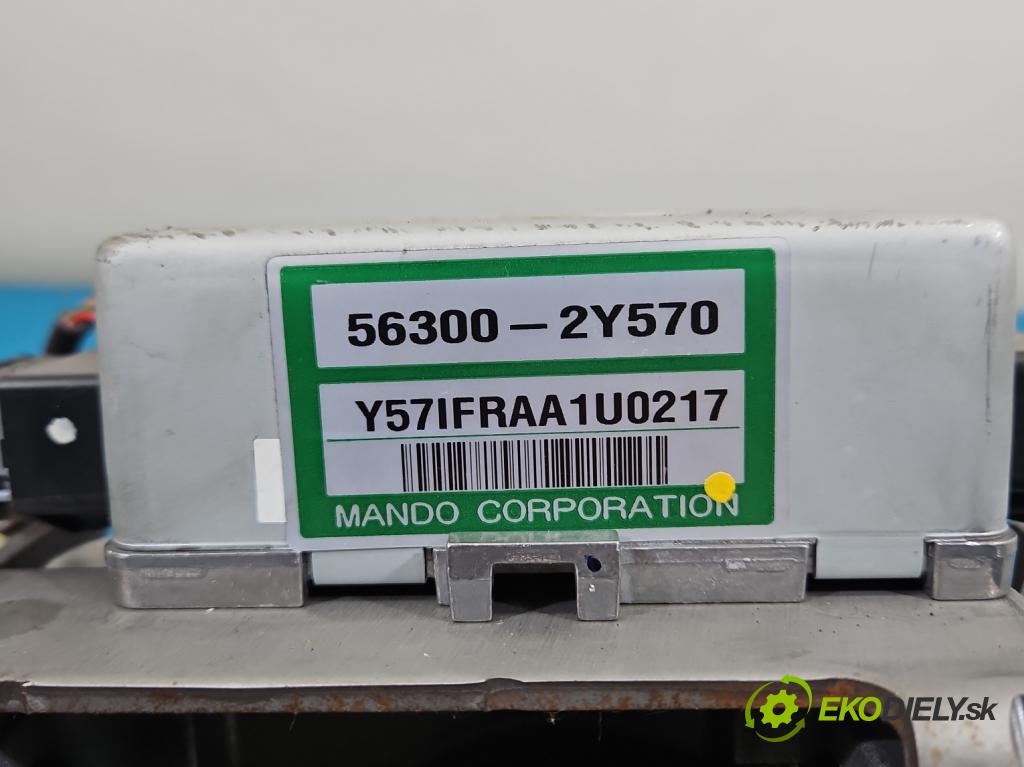 56300-2Y570
Y57IFRAA1U0217
MANDO CORPORATION
EKODIELY.sk